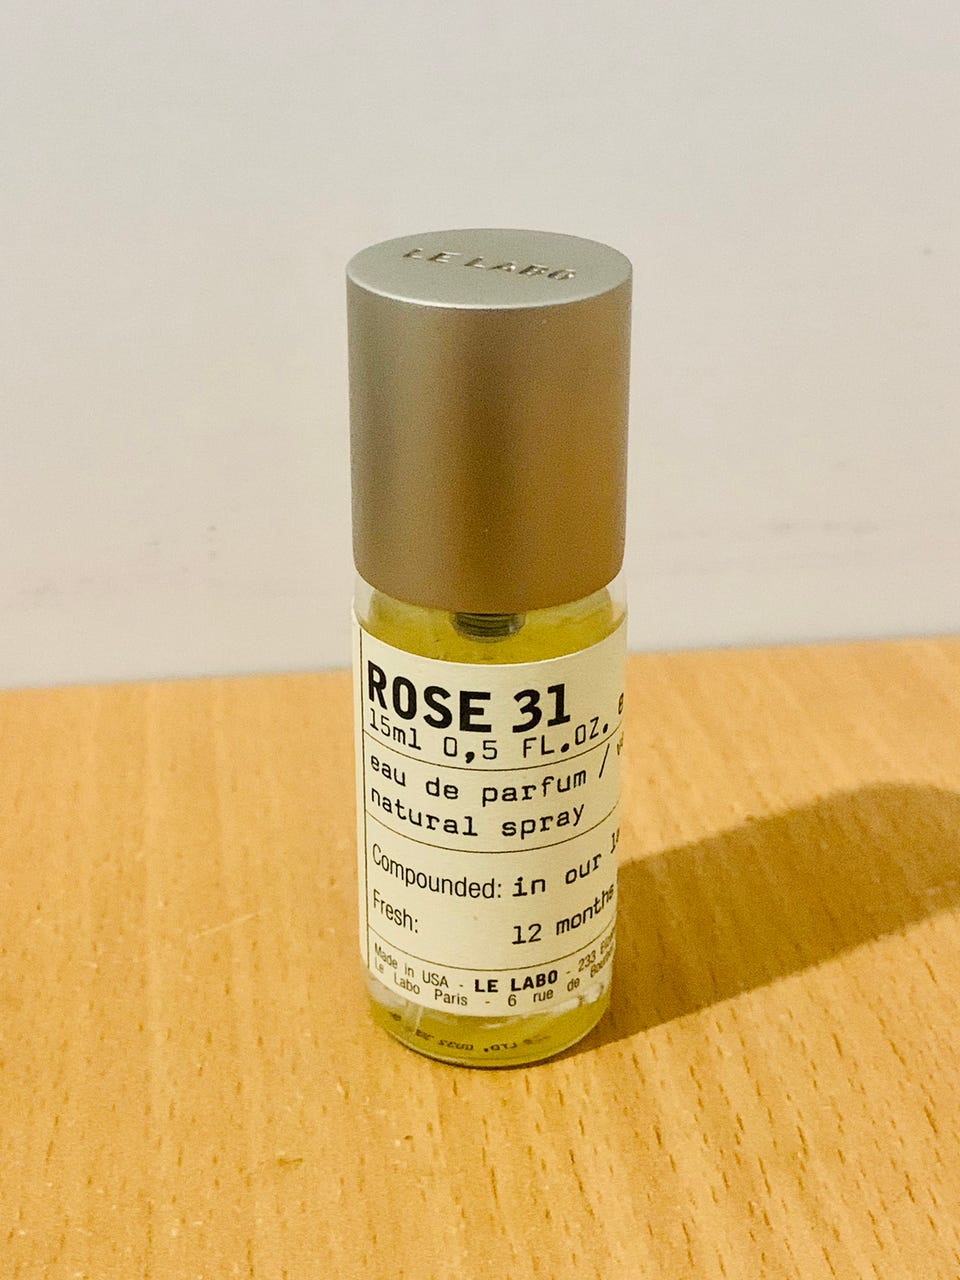 LE LABO
ROSE 31
15ml 0,5 FL.OZ.
eau de parfum /
natural spray
Compounded: in our
Fresh: 12 months
Made in USA - LE LABO - 233
Le Labo Paris - 6 rue de